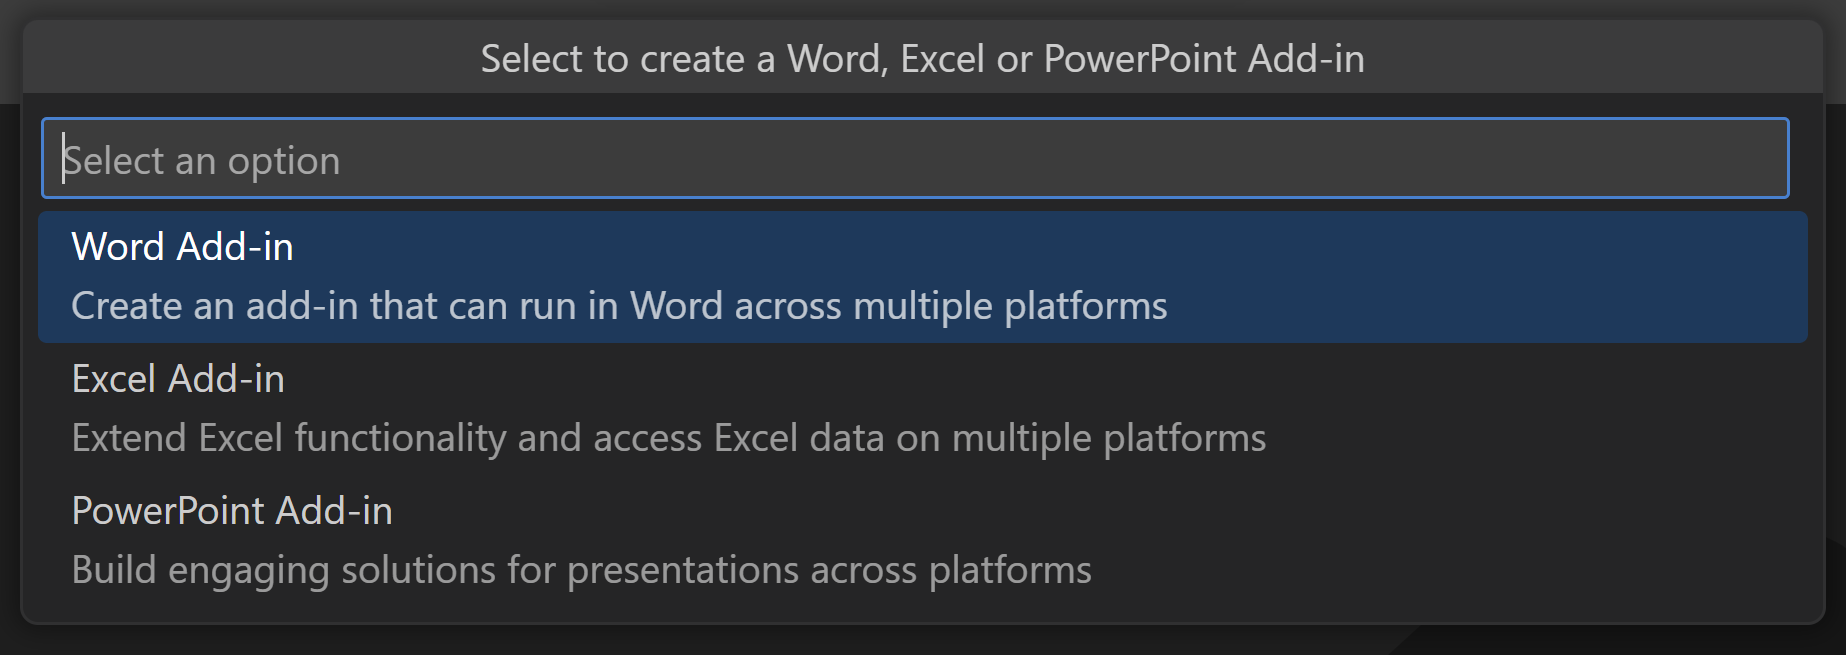 Select to create a Word, Excel or PowerPoint Add-in
Select an option
Word Add-in
Create an add-in that can run in Word across multiple platforms
Excel Add-in
Extend Excel functionality and access Excel data on multiple platforms
PowerPoint Add-in
Build engaging solutions for presentations across platforms